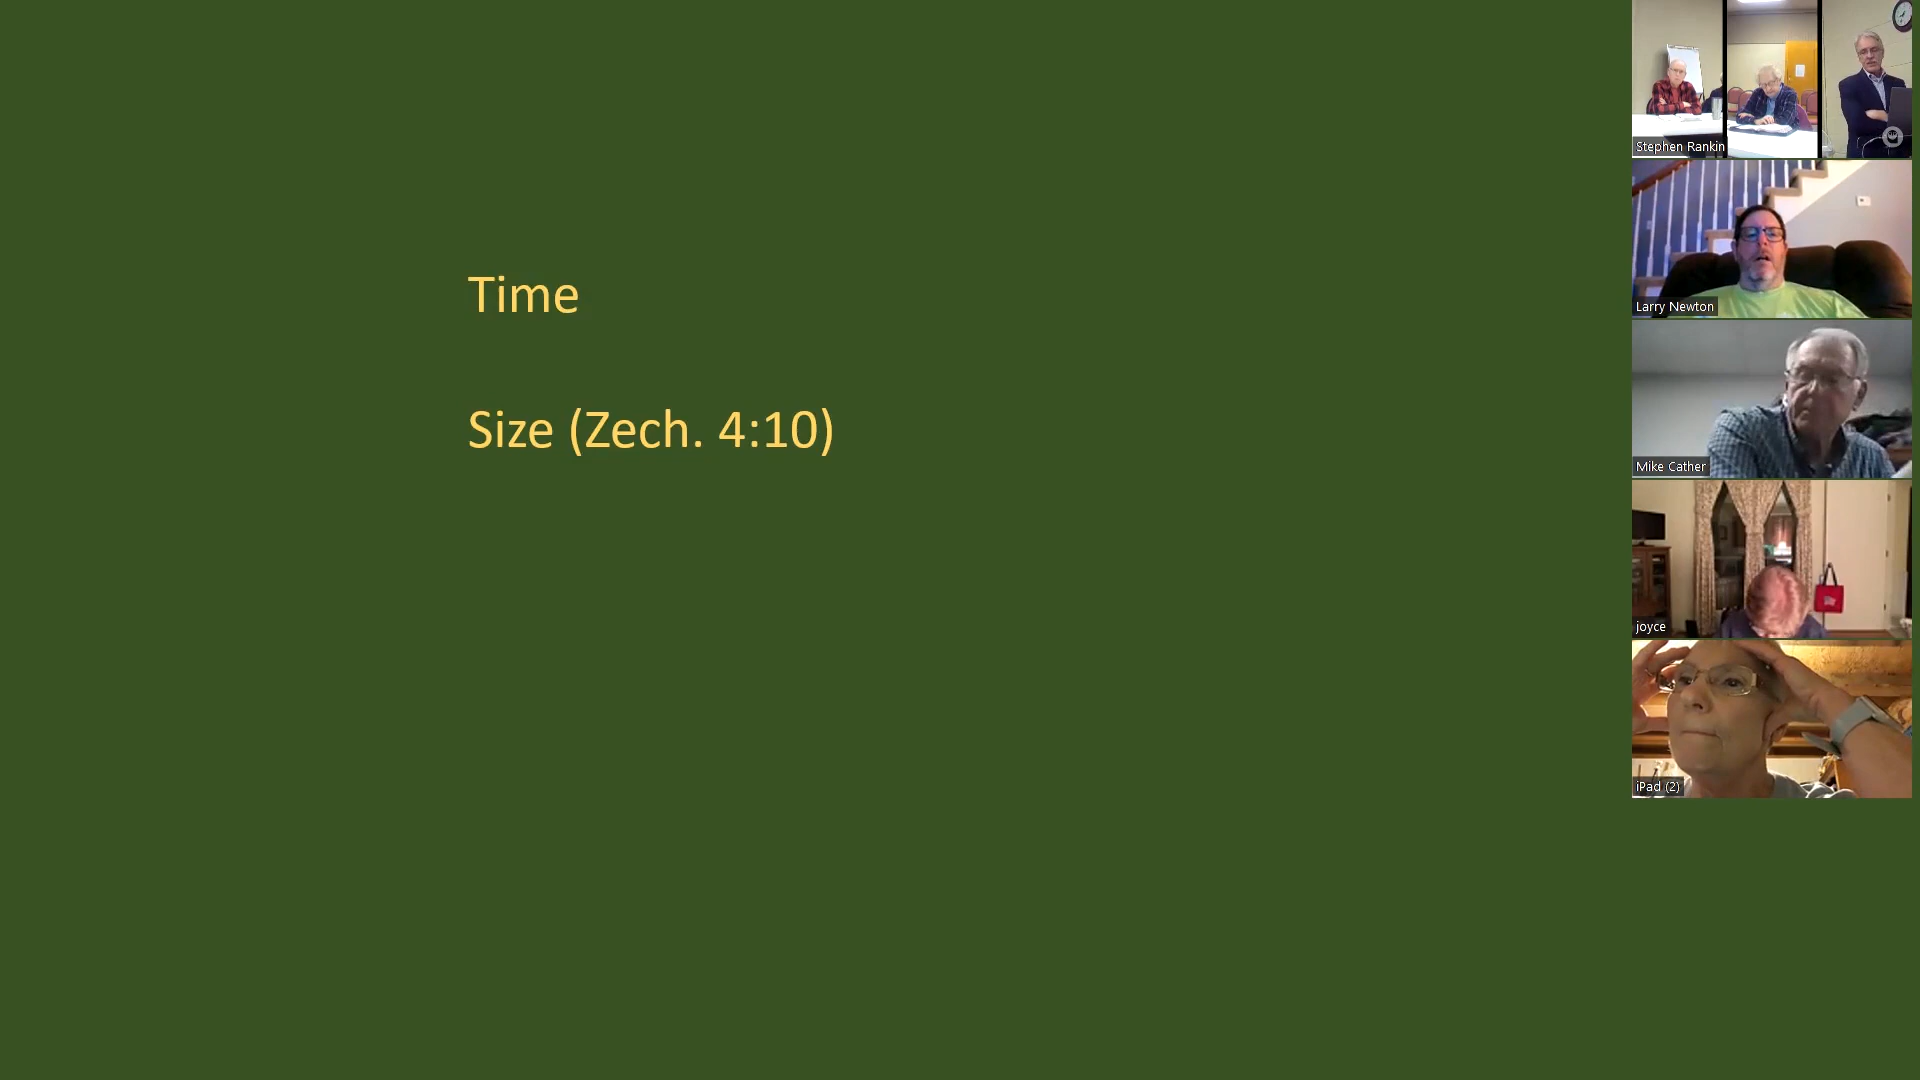 Time
Size (Zech. 4:10)
Stephen Rankin
Larry Newton
Mike Cather
joyce
iPad (2)